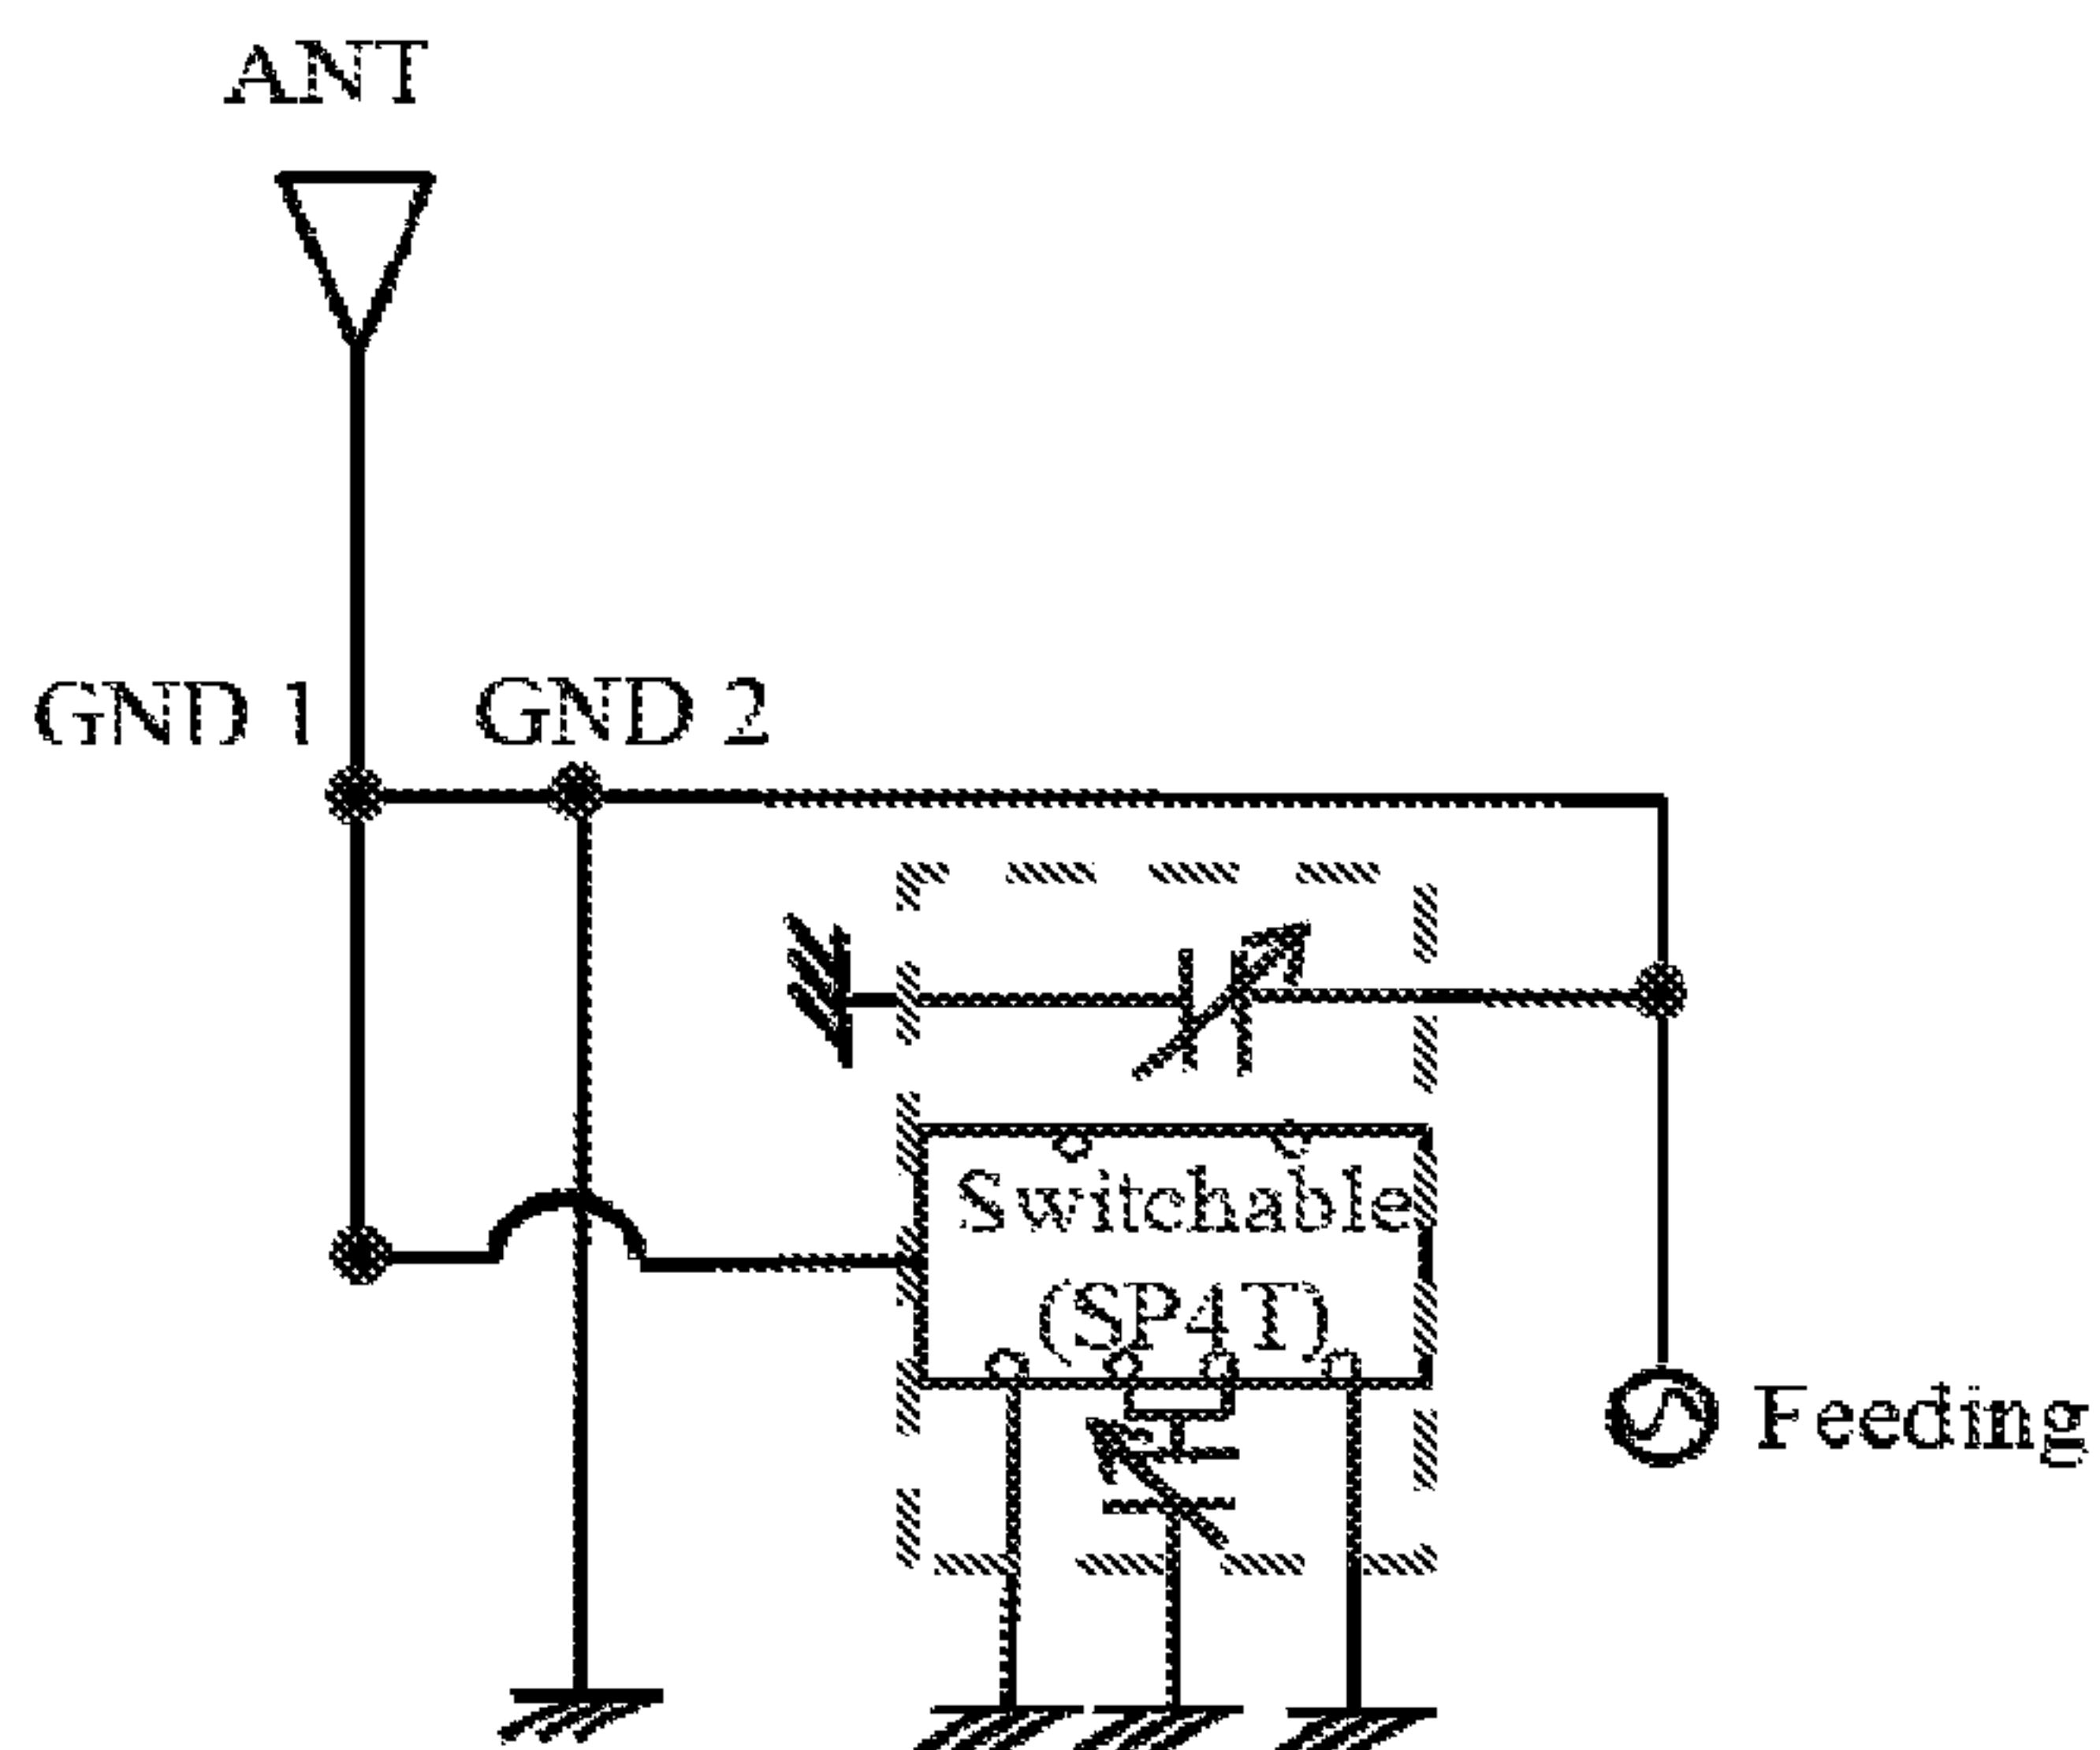 ANT
GND 1
GND 2
Switchable
(SP4T)
Feeding